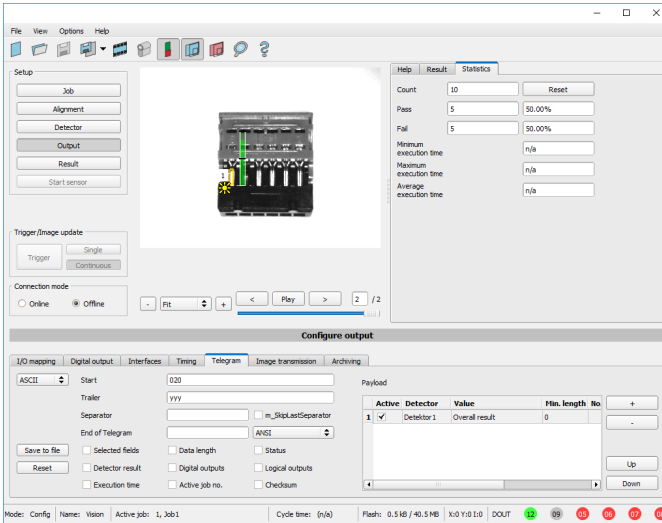 File View Options Help
Setup
Job
Alignment
Detector
Output
Result
Start sensor
Trigger/Image update
Trigger
Single
Continuous
Connection mode
Online Offline
1
- Fit + < Play > 2 /2
Help Result Statistics
Count 10 Reset
Pass 5 50.00%
Fail 5 50.00%
Minimum
execution time n/a
Maximum
execution time n/a
Average
execution time n/a
Configure output
I/O mapping Digital output Interfaces Timing Telegram Image transmission Archiving
ASCII Start 020
Trailer yyy
Separator m_SkipLastSeparator
End of Telegram ANSI
Save to file Selected fields Data length Status
Reset Detector result Digital outputs Logical outputs
Execution time Active job no. Checksum
Payload
Active Detector Value Min. length No
1 Detektor1 Overall result 0
+
-
Up
Down
Mode: Config Name: Vision Active job: 1, Job1 Cycle time: (n/a) Flash: 0.5 kB / 40.5 MB X:0 Y:0 I:0 DOUT 12 09 05 06 07